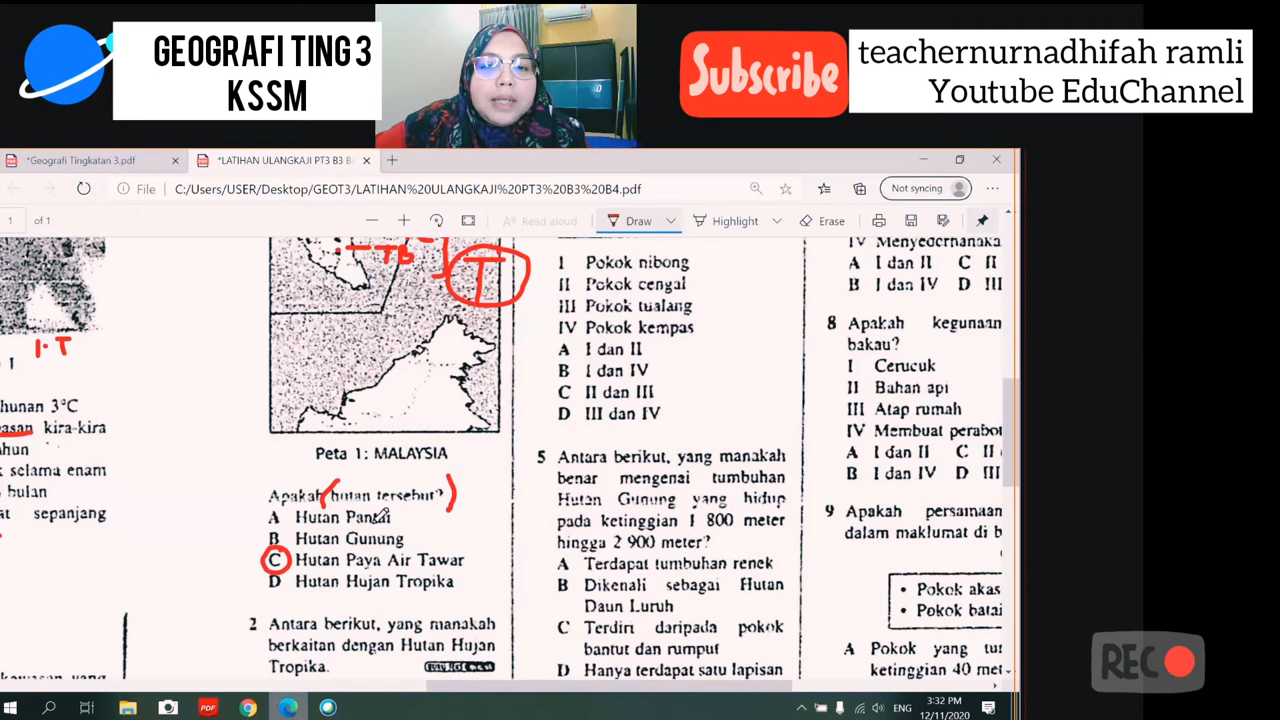 GEOGRAFI TING 3
KSSM
Subscribe
teachernurnadhifah ramli
Youtube EduChannel
*Geografi Tingkatan 3.pdf
*LATIHAN ULANGKAJI PT3 B3 B4
File
C:/Users/USER/Desktop/GEOT3/LATIHAN%20ULANGKAJI%20PT3%20B3%20B4.pdf
Not syncing
1
of 1
Read aloud
Draw
Highlight
Erase
TB
T
1.T
hunan 3°C
asan kira-kira
hun
k selama enam
bulan
at sepanjang
Peta 1: MALAYSIA
Apakah (hutan tersebut?)
A Hutan Pantai
B Hutan Gunung
C Hutan Paya Air Tawar
D Hutan Hujan Tropika
2 Antara berikut, yang manakah
berkaitan dengan Hutan Hujan
Tropika.
I Pokok nibong
II Pokok cengal
III Pokok tualang
IV Pokok kempas
A I dan II
B I dan IV
C II dan III
D III dan IV
5 Antara berikut, yang manakah
benar mengenai tumbuhan
Hutan Gunung yang hidup
pada ketinggian 1 800 meter
hingga 2 900 meter?
A Terdapat tumbuhan renek
B Dikenali sebagai Hutan
Daun Luruh
C Terdiri daripada pokok
bantut dan rumput
D Hanya terdapat satu lapisan
IV
A I dan II C II
B I dan IV D III
8 Apakah kegunaan
bakau?
I Cerucuk
II Bahan api
III Atap rumah
IV Membuat perabo
A I dan II C II
B I dan IV D III
9 Apakah persamaan
dalam maklumat di b
• Pokok akas
• Pokok batai
A Pokok yang tu
ketinggian 40 met
REC
PDF
ENG
3:32 PM
12/11/2020